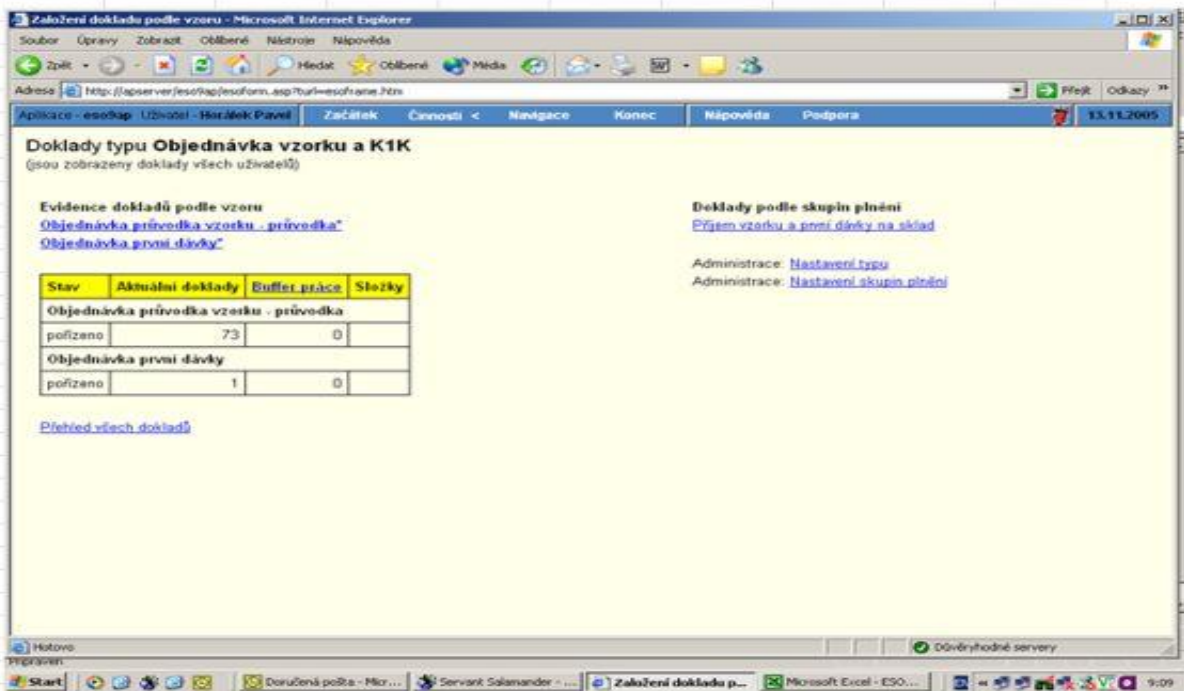 Založení dokladu podle vzoru - Microsoft Internet Explorer
Soubor Úpravy Zobrazit Oblíbené Nástroje Nápověda
Zpět Hledat Oblíbené Média
Adresa http://apserver/eso9ap/esoform.asp?turl=esoframe.htm Přejít Odkazy »
Aplikace - eso9ap Uživatel - Horálek Pavel Začátek Činnosti < Navigace Konec Nápověda Podpora 13.11.2005
Doklady typu Objednávka vzorku a K1K
(jsou zobrazeny doklady všech uživatelů)
Evidence dokladů podle vzoru
Objednávka průvodka vzorku - průvodka*
Objednávka první dávky*
Doklady podle skupin plnění
Příjem vzorku a první dávky na sklad
Administrace: Nastavení typu
Administrace: Nastavení skupin plnění
Stav Aktuální doklady Buffer práce Složky
Objednávka průvodka vzorku - průvodka
pořízeno 73 0
Objednávka první dávky
pořízeno 1 0
Přehled všech dokladů
Hotovo Důvěryhodné servery
Připraven
Start Doručená pošta - Micr... Servant Salamander - ... Založení dokladu p... Microsoft Excel - ESO... 9:09